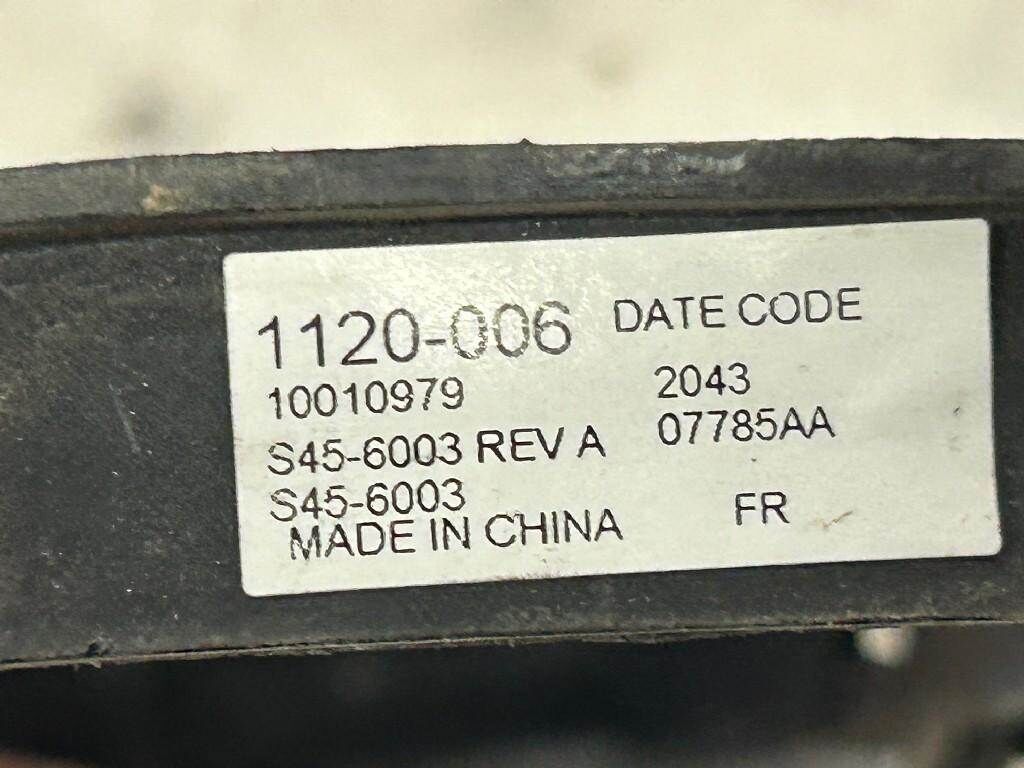 1120-006 DATE CODE
10010979 2043
S45-6003 REV A 07785AA
S45-6003 FR
MADE IN CHINA